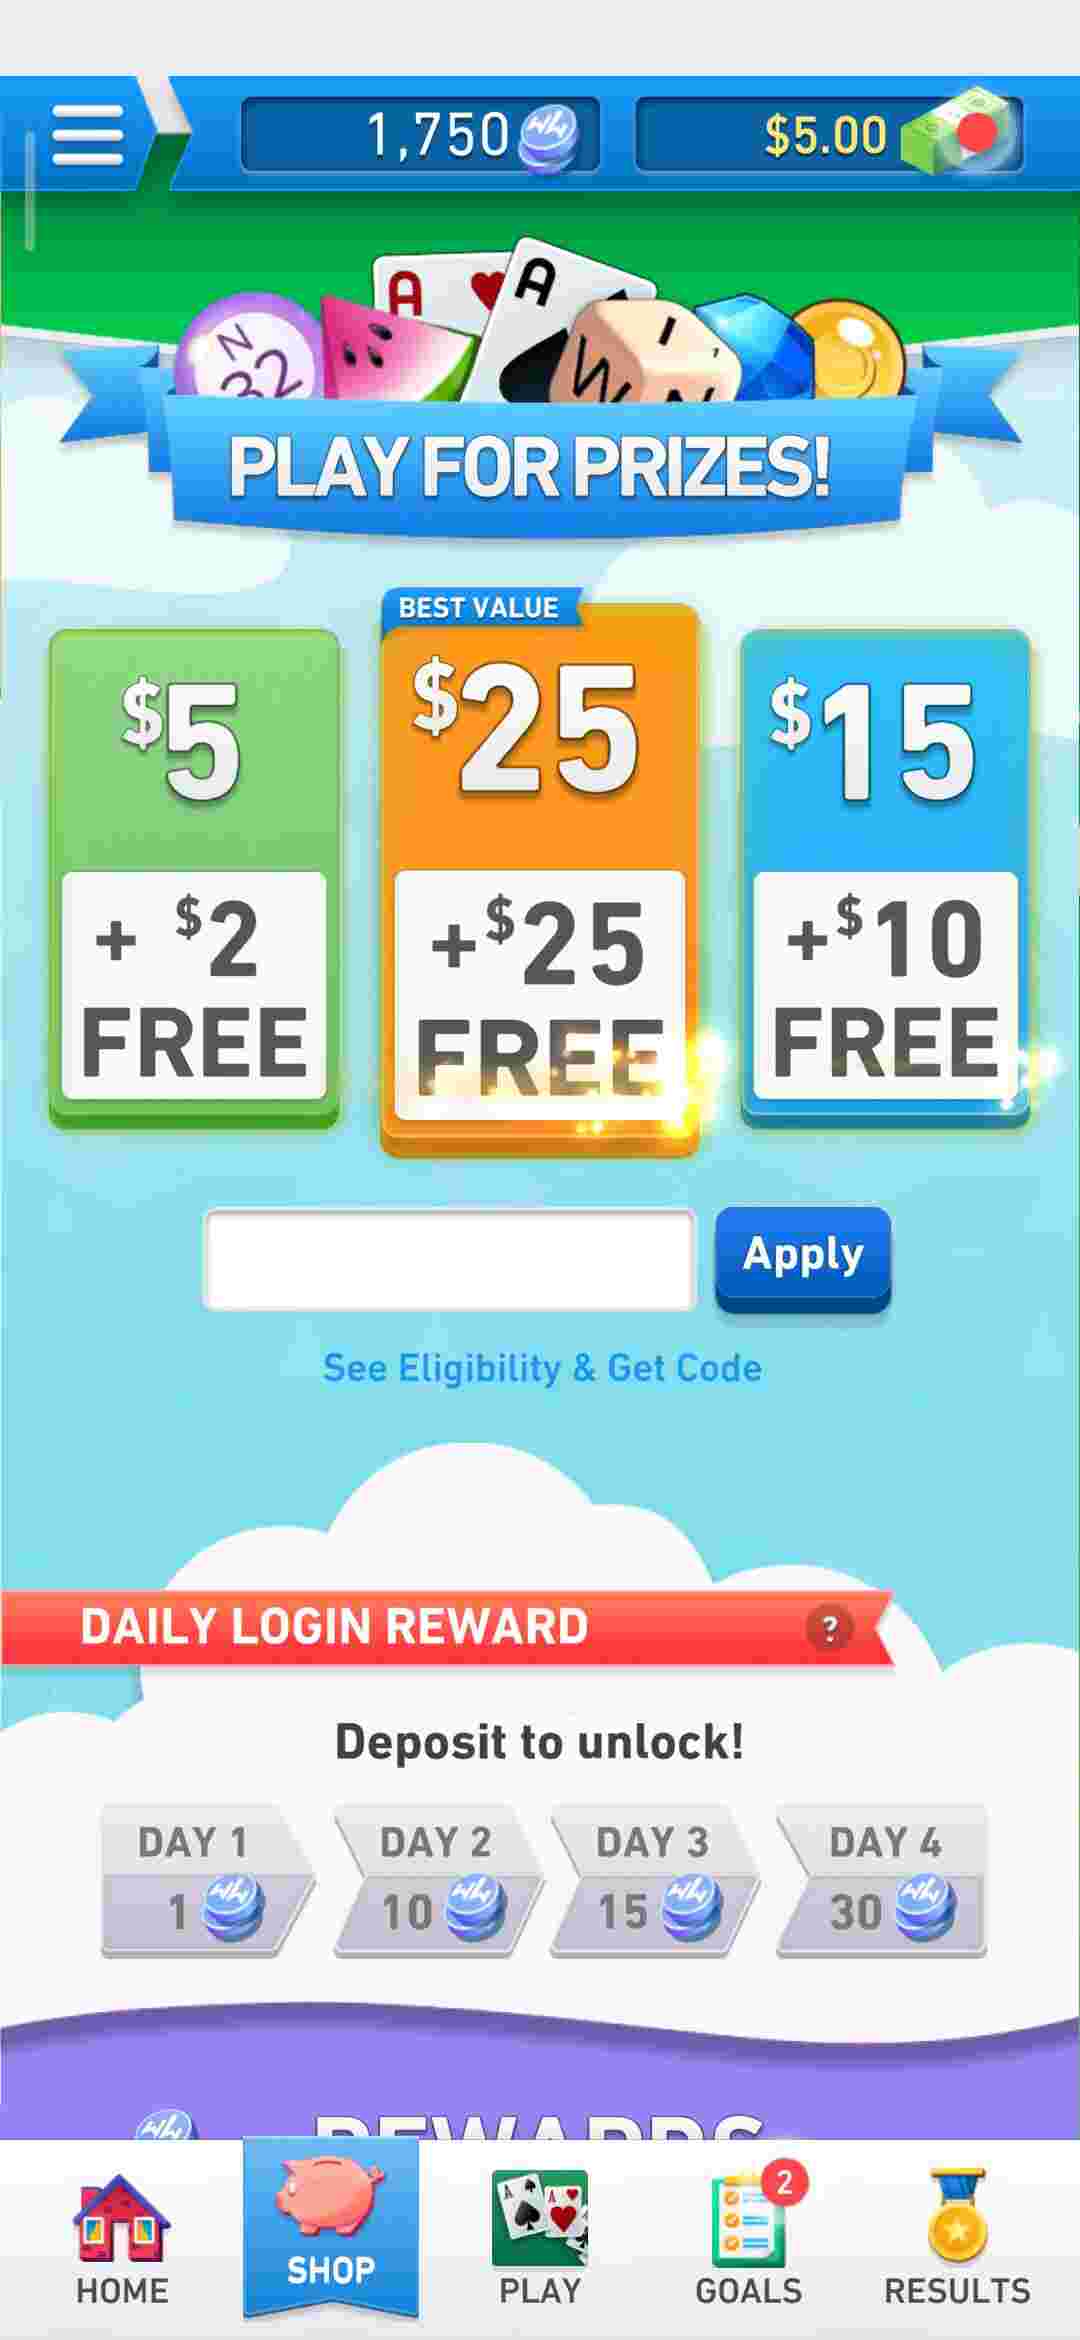 1,750
$5.00
A A
N
32
I
W N
PLAY FOR PRIZES!
BEST VALUE
$5
$25
$15
+ $2
FREE
+$25
FREE
+$10
FREE
Apply
See Eligibility & Get Code
DAILY LOGIN REWARD ?
Deposit to unlock!
DAY 1 DAY 2 DAY 3 DAY 4
1 10 15 30
REWARDS
HOME
SHOP
PLAY
GOALS
2
RESULTS